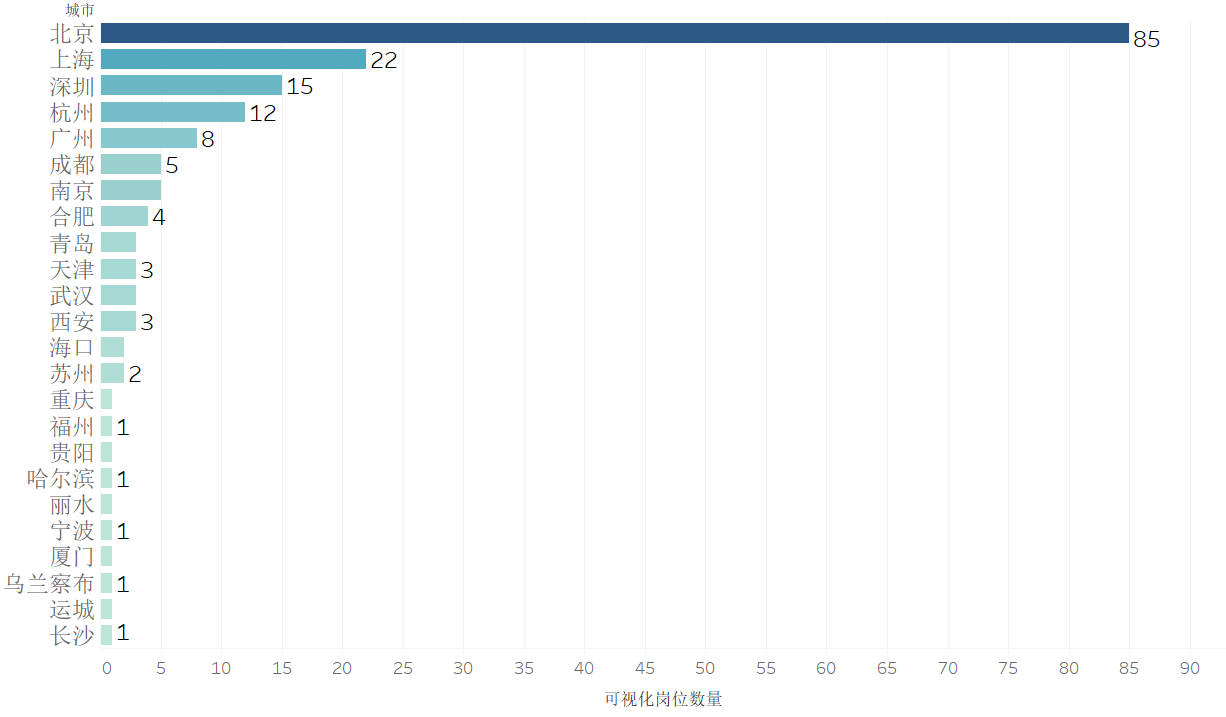 城市
北京 85
上海 22
深圳 15
杭州 12
广州 8
成都 5
南京
合肥 4
青岛
天津 3
武汉
西安 3
海口
苏州 2
重庆
福州 1
贵阳
哈尔滨 1
丽水
宁波 1
厦门
乌兰察布 1
运城
长沙 1
0 5 10 15 20 25 30 35 40 45 50 55 60 65 70 75 80 85 90
可视化岗位数量